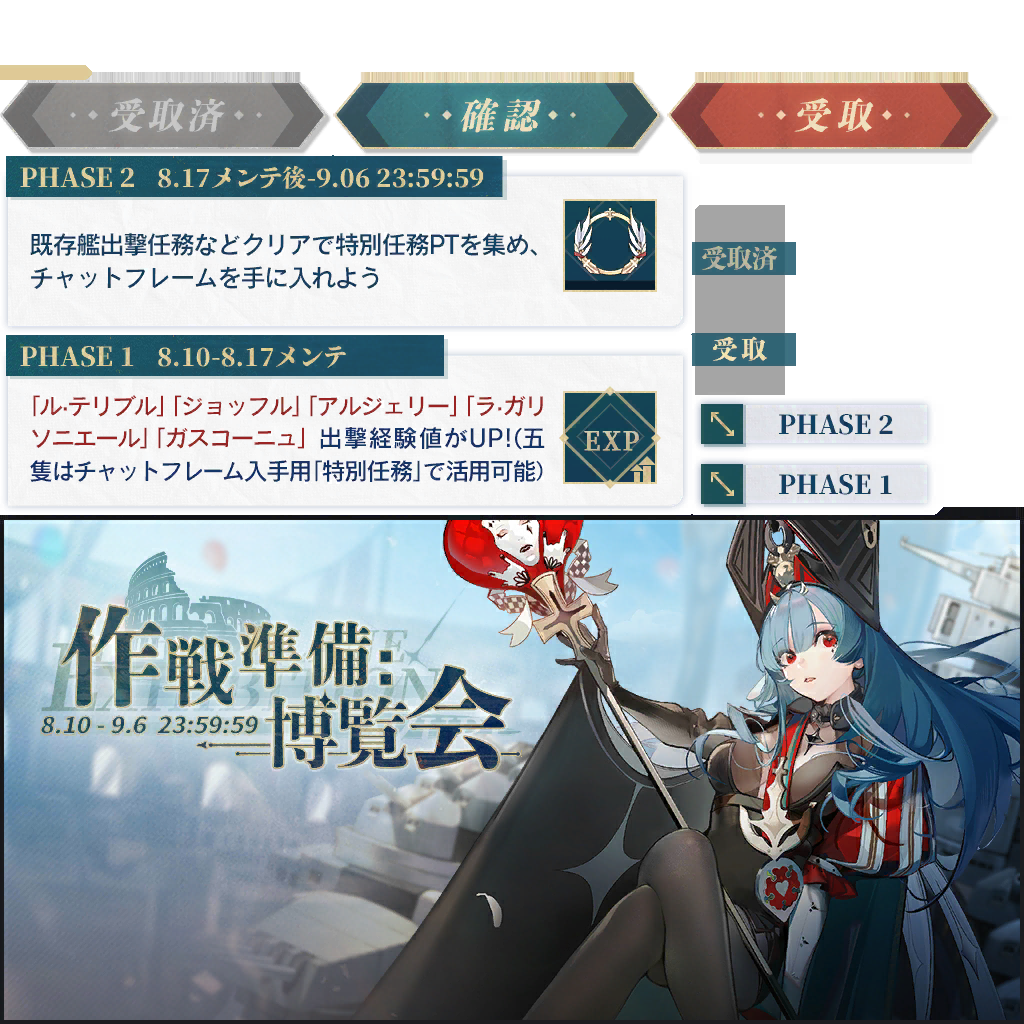 受取済
確認
受取
PHASE 2 8.17メンテ後-9.06 23:59:59
既存艦出撃任務などクリアで特別任務PTを集め、
チャットフレームを手に入れよう
受取済
受取
PHASE 1 8.10-8.17メンテ
「ル·テリブル」「ジョッフル」「アルジェリー」「ラ·ガリ
ソニエール」「ガスコーニュ」 出撃経験値がUP!(五
隻はチャットフレーム入手用「特別任務」で活用可能)
EXP
PHASE 2
PHASE 1
作戦準備:
博覧会
8.10 - 9.6 23:59:59